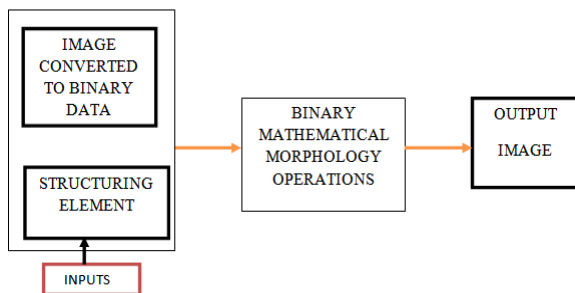 IMAGE
CONVERTED
TO BINARY
DATA
STRUCTURING
ELEMENT
INPUTS
BINARY
MATHEMATICAL
MORPHOLOGY
OPERATIONS
OUTPUT
IMAGE